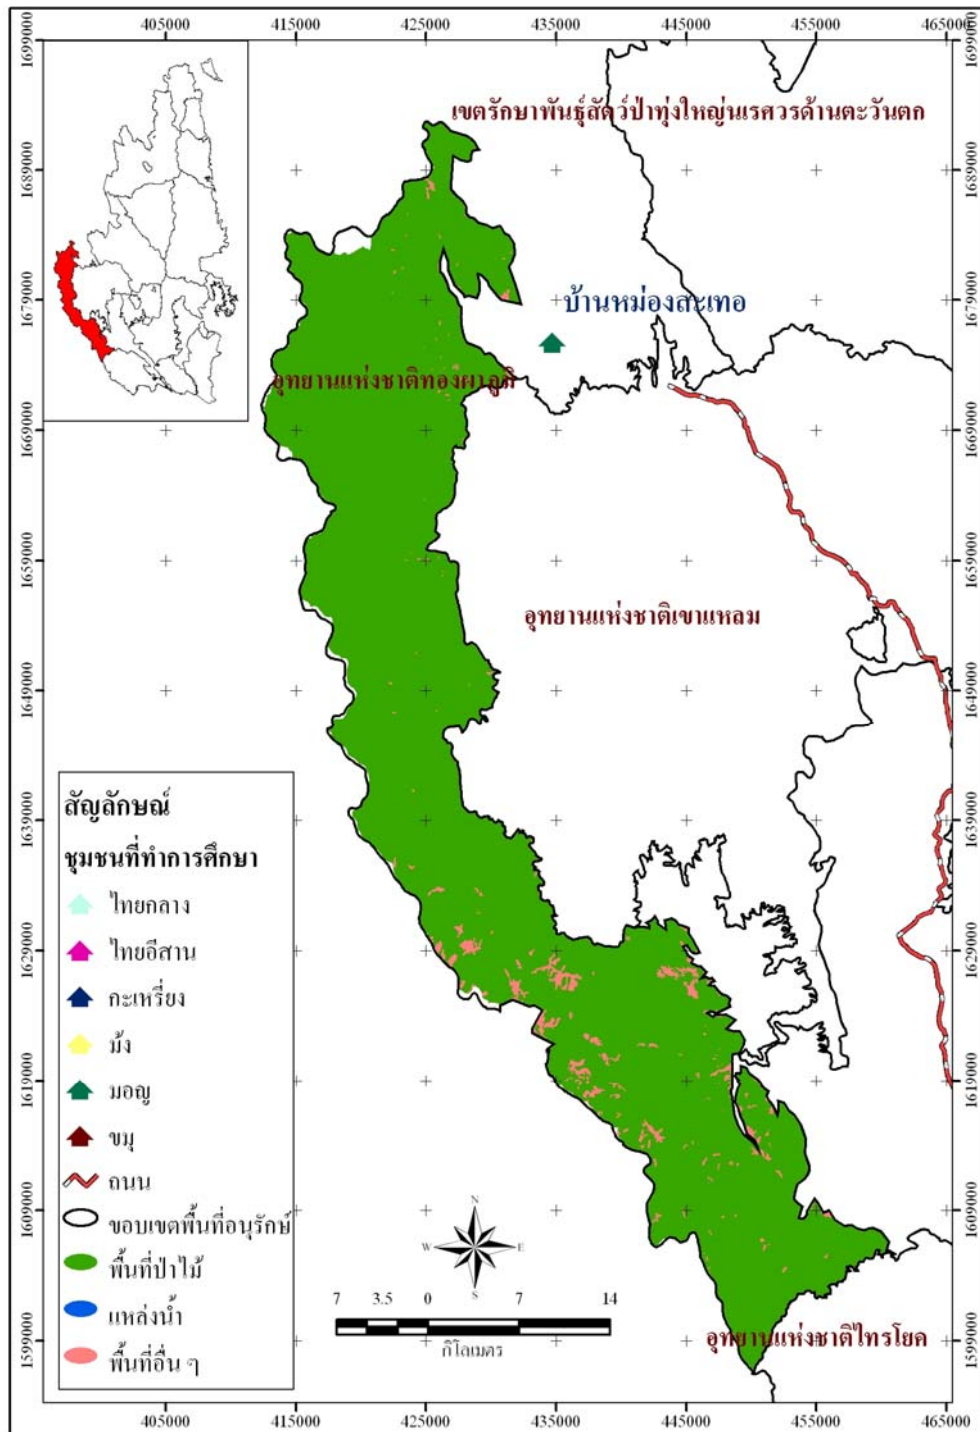 405000 415000 425000 435000 445000 455000 465000
1699000 1699000
เขตรักษาพันธุ์สัตว์ป่าทุ่งใหญ่นเรศวรด้านตะวันตก
1689000 1689000
1679000 1679000
บ้านหม่องสะเทอ
อุทยานแห่งชาติทองผาภูมิ
1669000 1669000
1659000 1659000
อุทยานแห่งชาติเขาแหลม
1649000 1649000
1639000 1639000
1629000 1629000
1619000 1619000
1609000 1609000
1599000 1599000
สัญลักษณ์
ชุมชนที่ทำการศึกษา
ไทยกลาง
ไทยอีสาน
กะเหรี่ยง
ม้ง
มอญ
ขมุ
ถนน
ขอบเขตพื้นที่อนุรักษ์
พื้นที่ป่าไม้
แหล่งน้ำ
พื้นที่อื่น ๆ
N
W E
S
7 3.5 0 7 14
กิโลเมตร
อุทยานแห่งชาติไทรโยค
405000 415000 425000 435000 445000 455000 465000